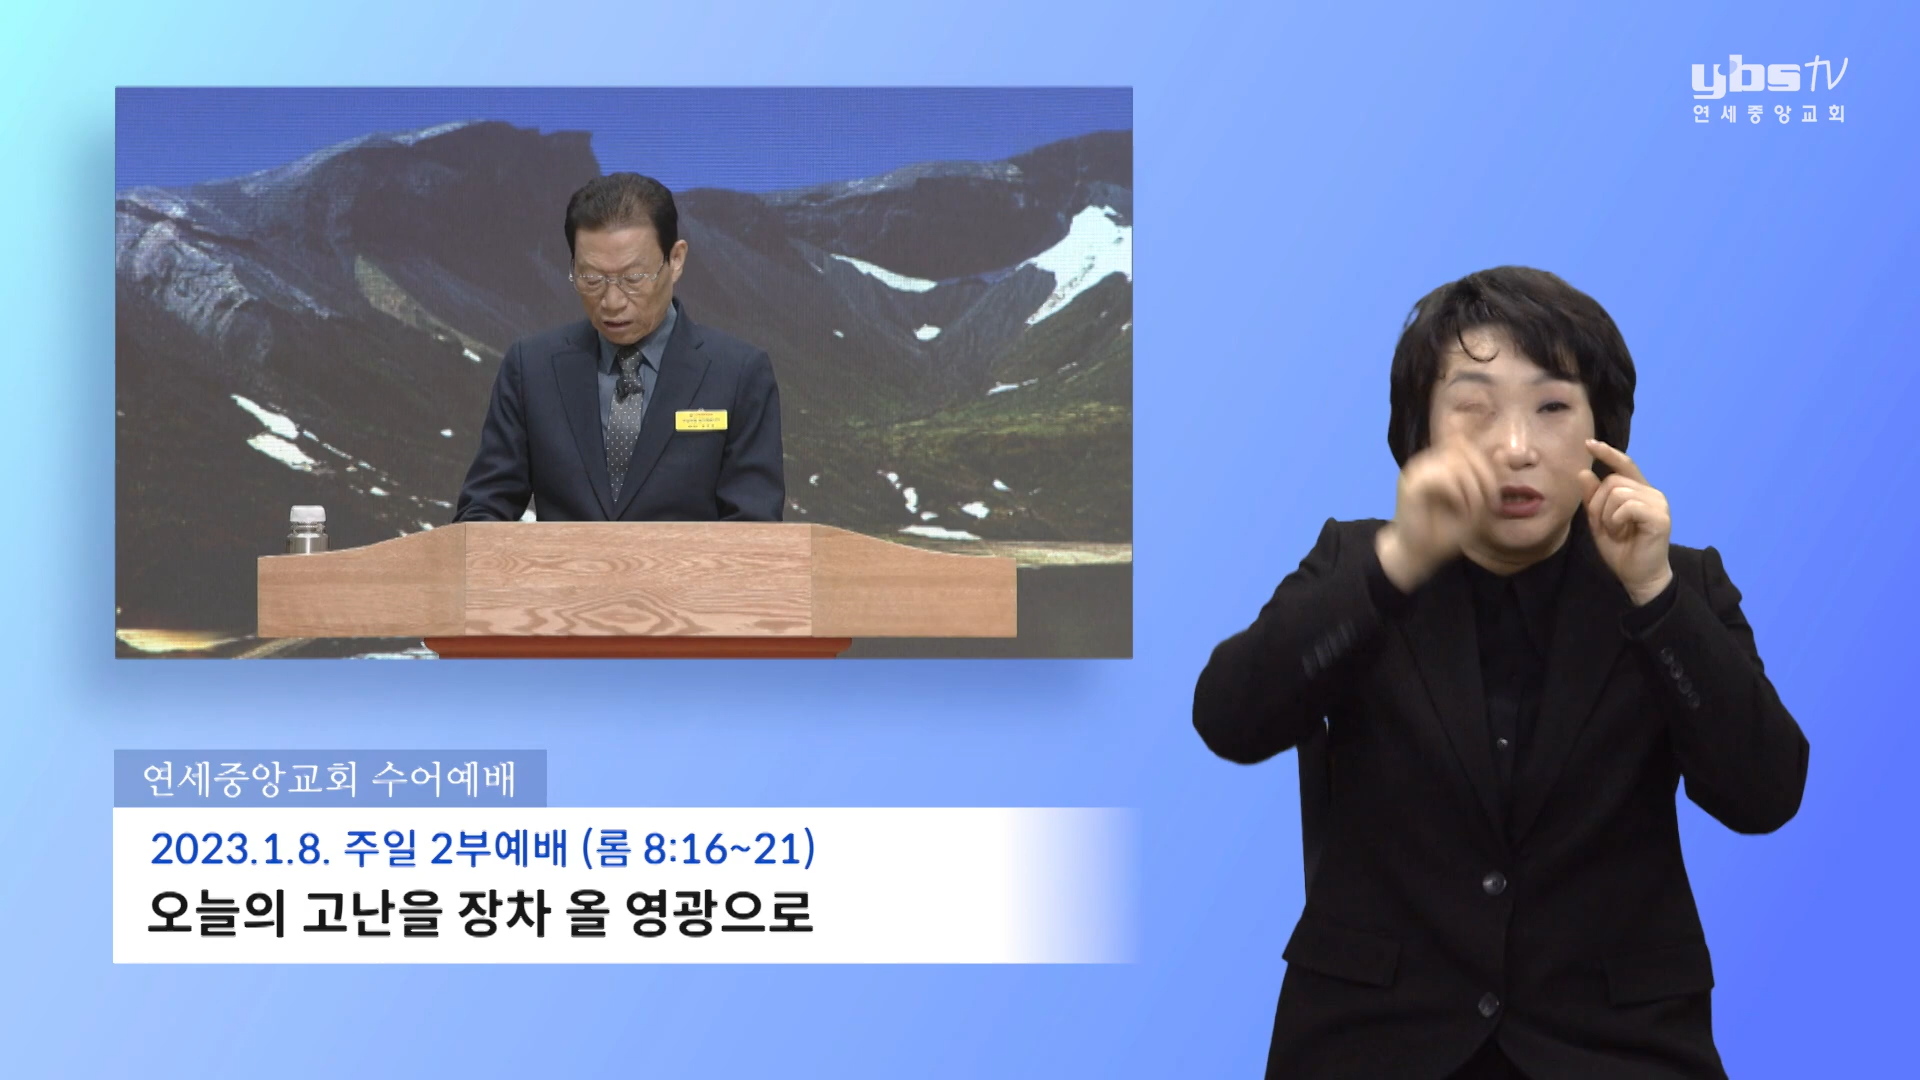 ybstv
연세중앙교회
연세중앙교회 수어예배
2023.1.8. 주일 2부예배 (롬 8:16~21)
오늘의 고난을 장차 올 영광으로